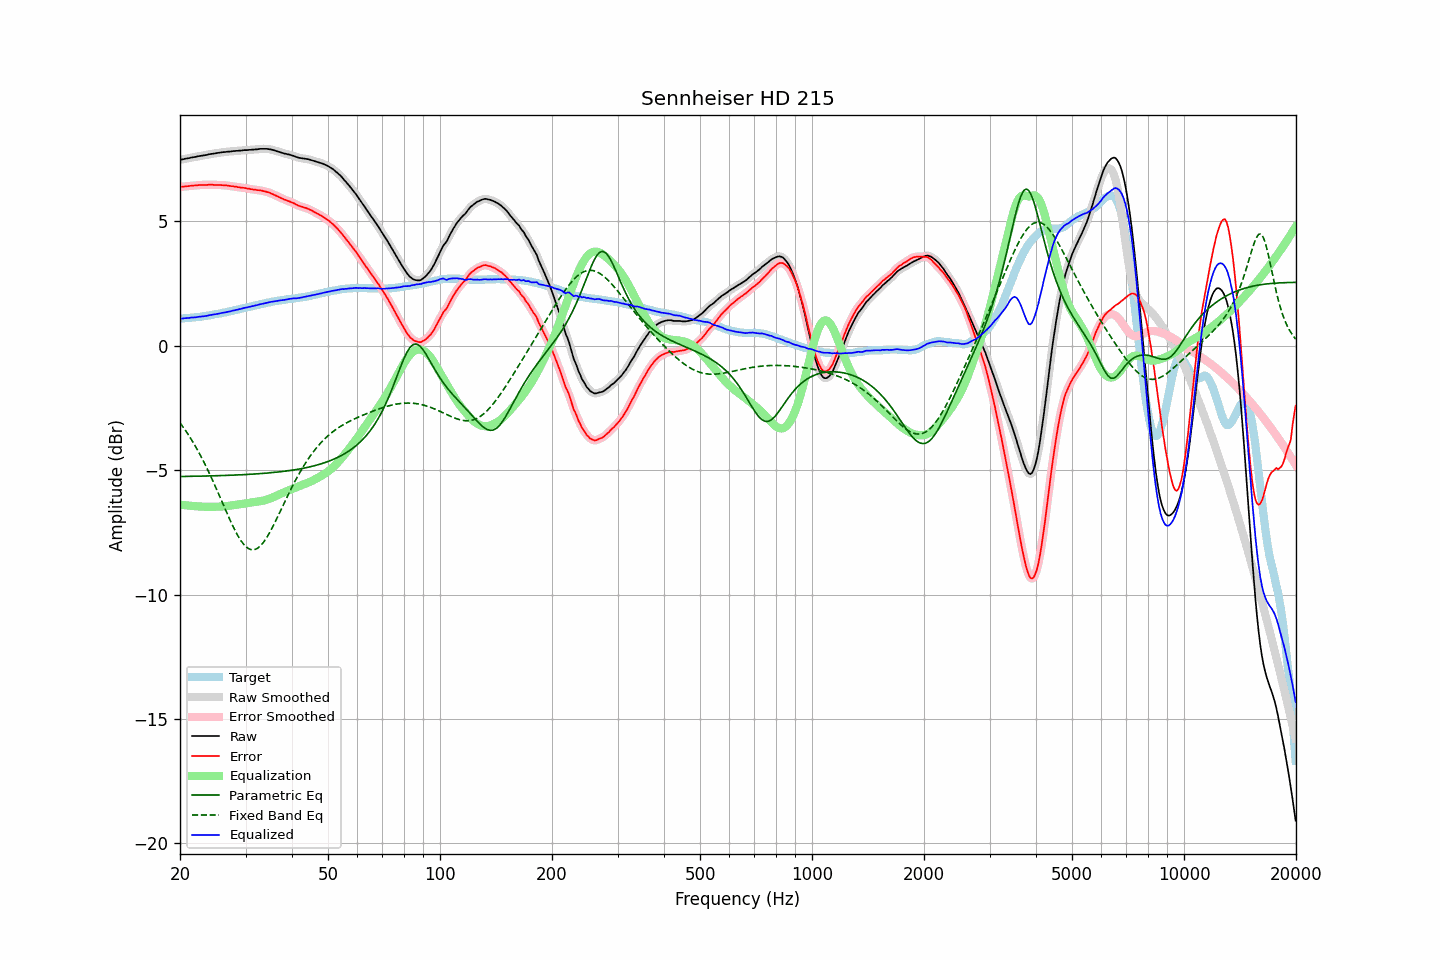 Sennheiser HD 215
Amplitude (dBr)
5
0
−5
−10
−15
−20
Target
Raw Smoothed
Error Smoothed
Raw
Error
Equalization
Parametric Eq
Fixed Band Eq
Equalized
20
50
100
200
500
1000
2000
5000
10000
20000
Frequency (Hz)